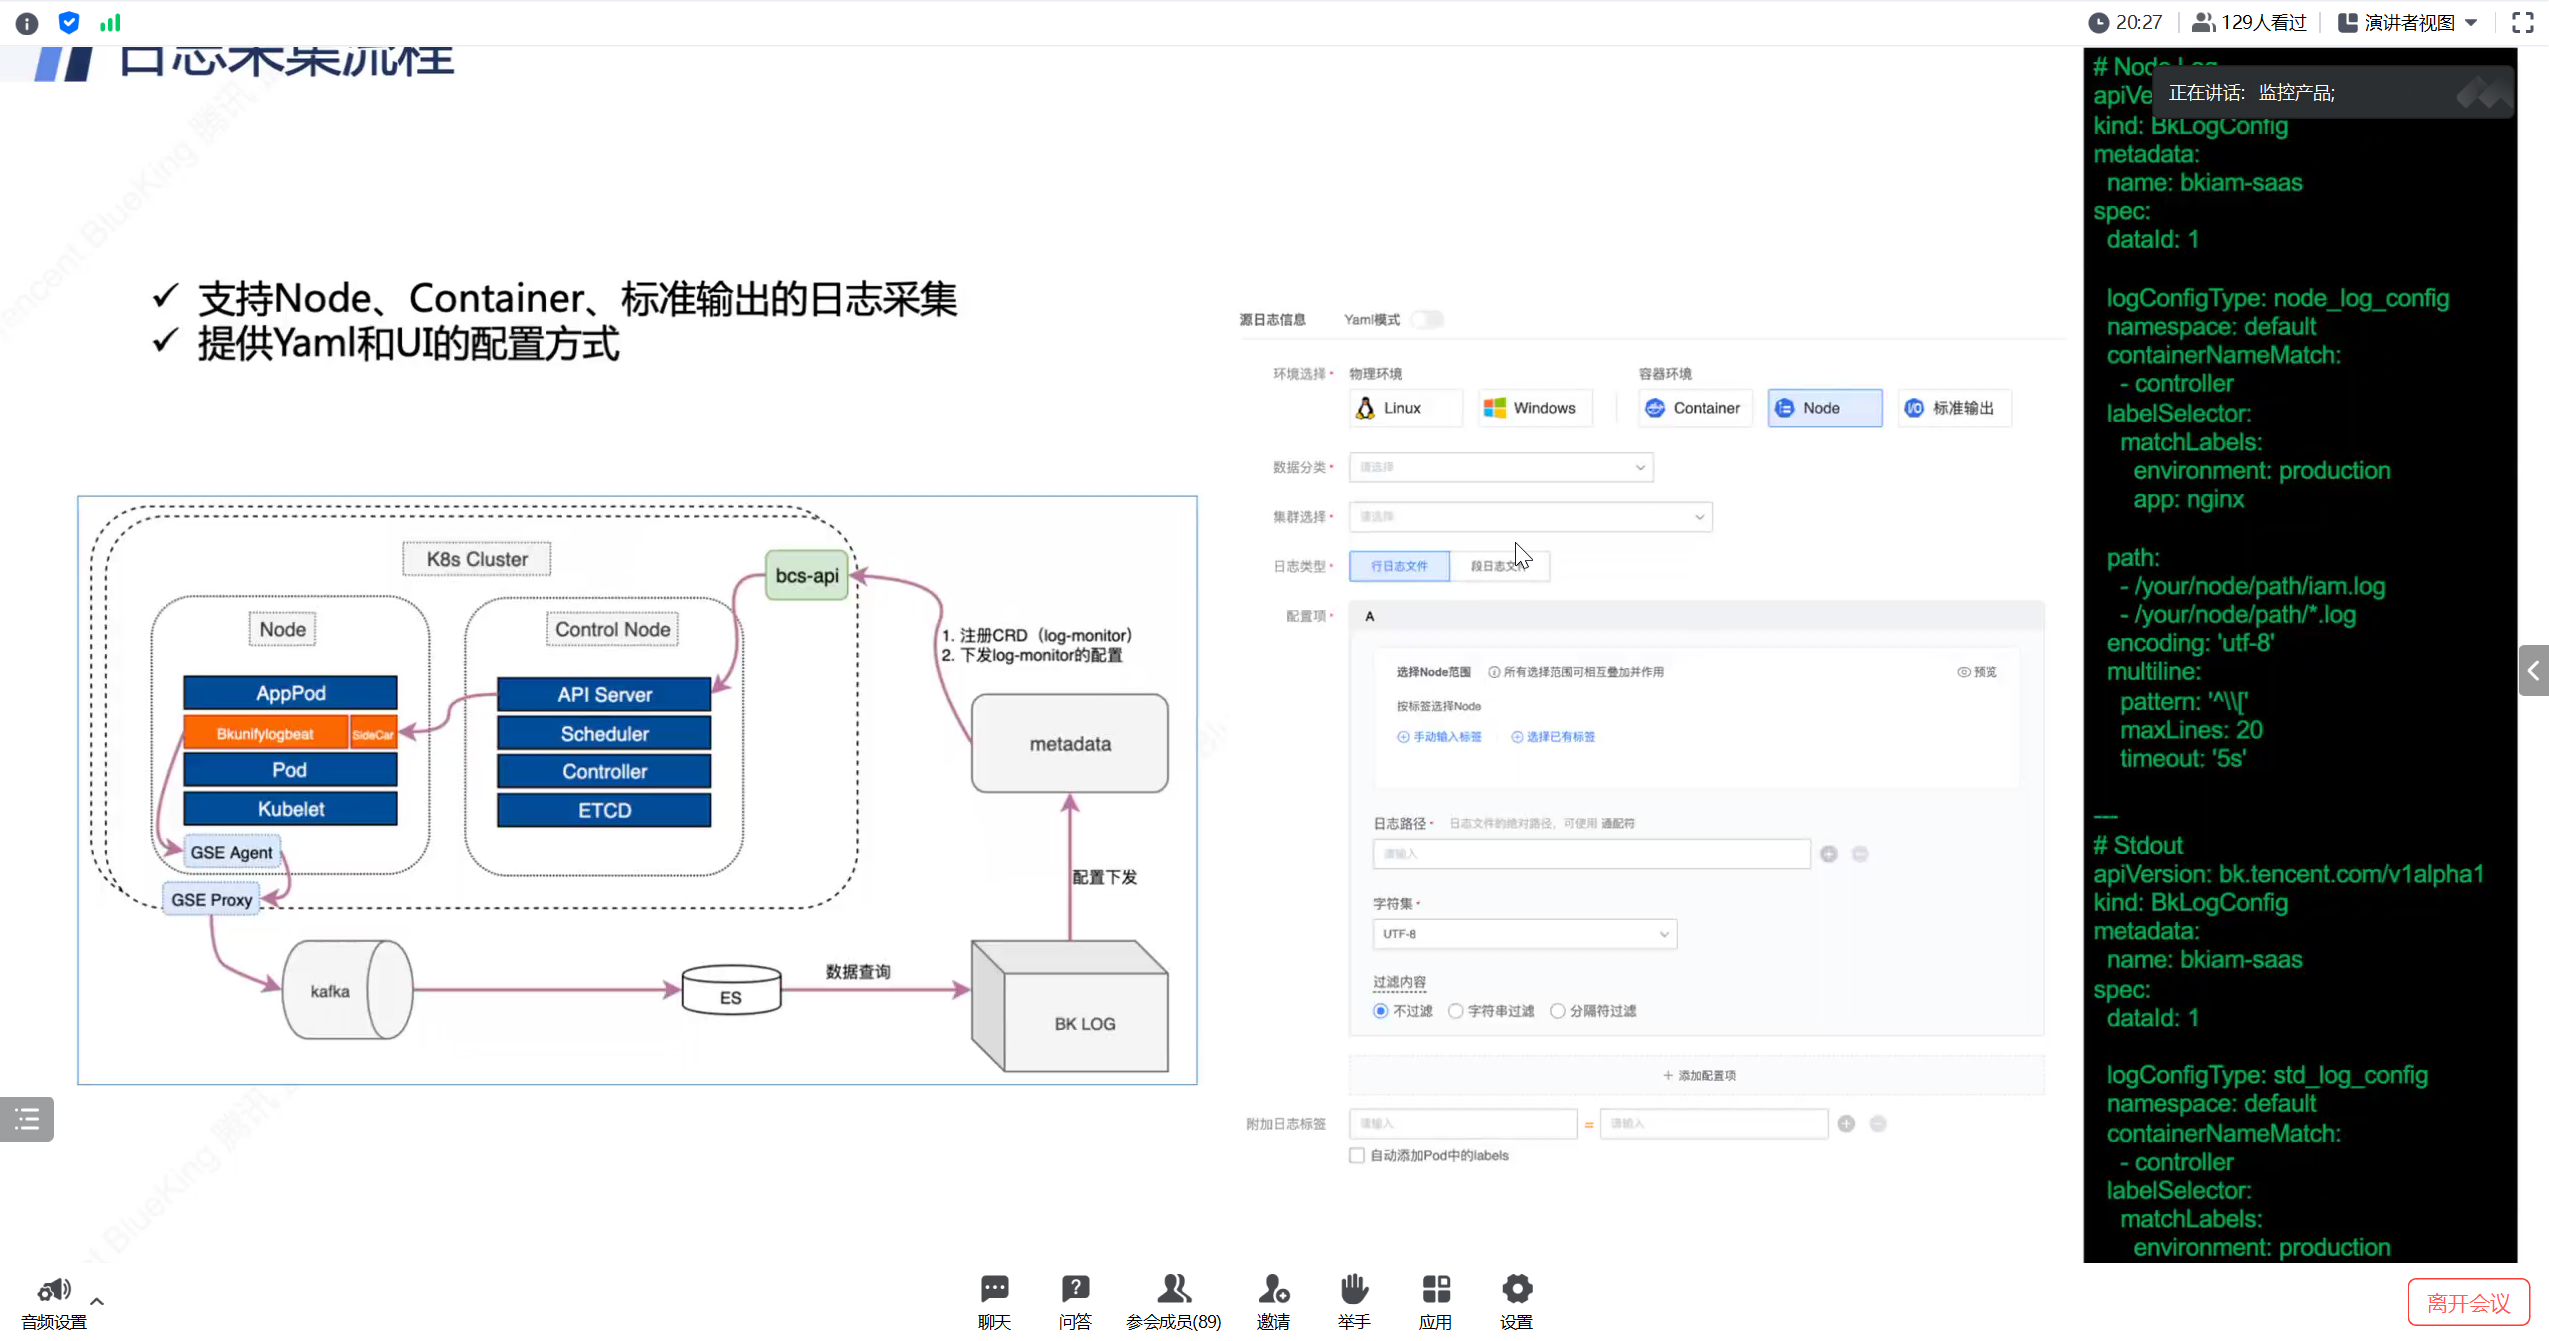 20:27
129人看过
演讲者视图
日志采集流程
正在讲话: 监控产品;
✓ 支持Node、Container、标准输出的日志采集
✓ 提供Yaml和UI的配置方式
K8s Cluster
bcs-api
Node
Control Node
AppPod
Bkunifylogbeat
SideCar
Pod
Kubelet
API Server
Scheduler
Controller
ETCD
1. 注册CRD（log-monitor）
2. 下发log-monitor的配置
metadata
GSE Agent
GSE Proxy
配置下发
kafka
ES
数据查询
BK LOG
源日志信息
Yaml模式
环境选择*
物理环境
容器环境
Linux
Windows
Container
Node
标准输出
数据分类*
请选择
集群选择*
请选择
日志类型*
行日志文件
段日志文件
配置项*
A
选择Node范围
所有选择范围可相互叠加并作用
预览
按标签选择Node
手动输入标签
选择已有标签
日志路径*
日志文件的绝对路径，可使用 通配符
请输入
字符集*
UTF-8
过滤内容
不过滤
字符串过滤
分隔符过滤
+ 添加配置项
附加日志标签
请输入
=
请输入
自动添加Pod中的labels
# Node Log
apiVe
kind: BkLogConfig
metadata:
name: bkiam-saas
spec:
dataId: 1
logConfigType: node_log_config
namespace: default
containerNameMatch:
- controller
labelSelector:
matchLabels:
environment: production
app: nginx
path:
- /your/node/path/iam.log
- /your/node/path/*.log
encoding: 'utf-8'
multiline:
pattern: '^\\['
maxLines: 20
timeout: '5s'
---
# Stdout
apiVersion: bk.tencent.com/v1alpha1
kind: BkLogConfig
metadata:
name: bkiam-saas
spec:
dataId: 1
logConfigType: std_log_config
namespace: default
containerNameMatch:
- controller
labelSelector:
matchLabels:
environment: production
音频设置
聊天
问答
参会成员(89)
邀请
举手
应用
设置
离开会议